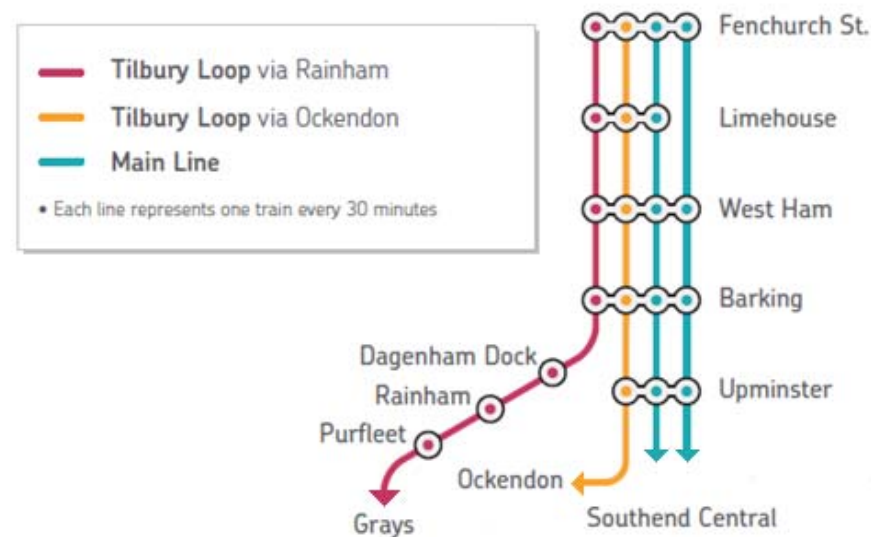 Tilbury Loop via Rainham
Tilbury Loop via Ockendon
Main Line
• Each line represents one train every 30 minutes
Fenchurch St.
Limehouse
West Ham
Barking
Dagenham Dock
Rainham
Upminster
Purfleet
Ockendon
Grays
Southend Central